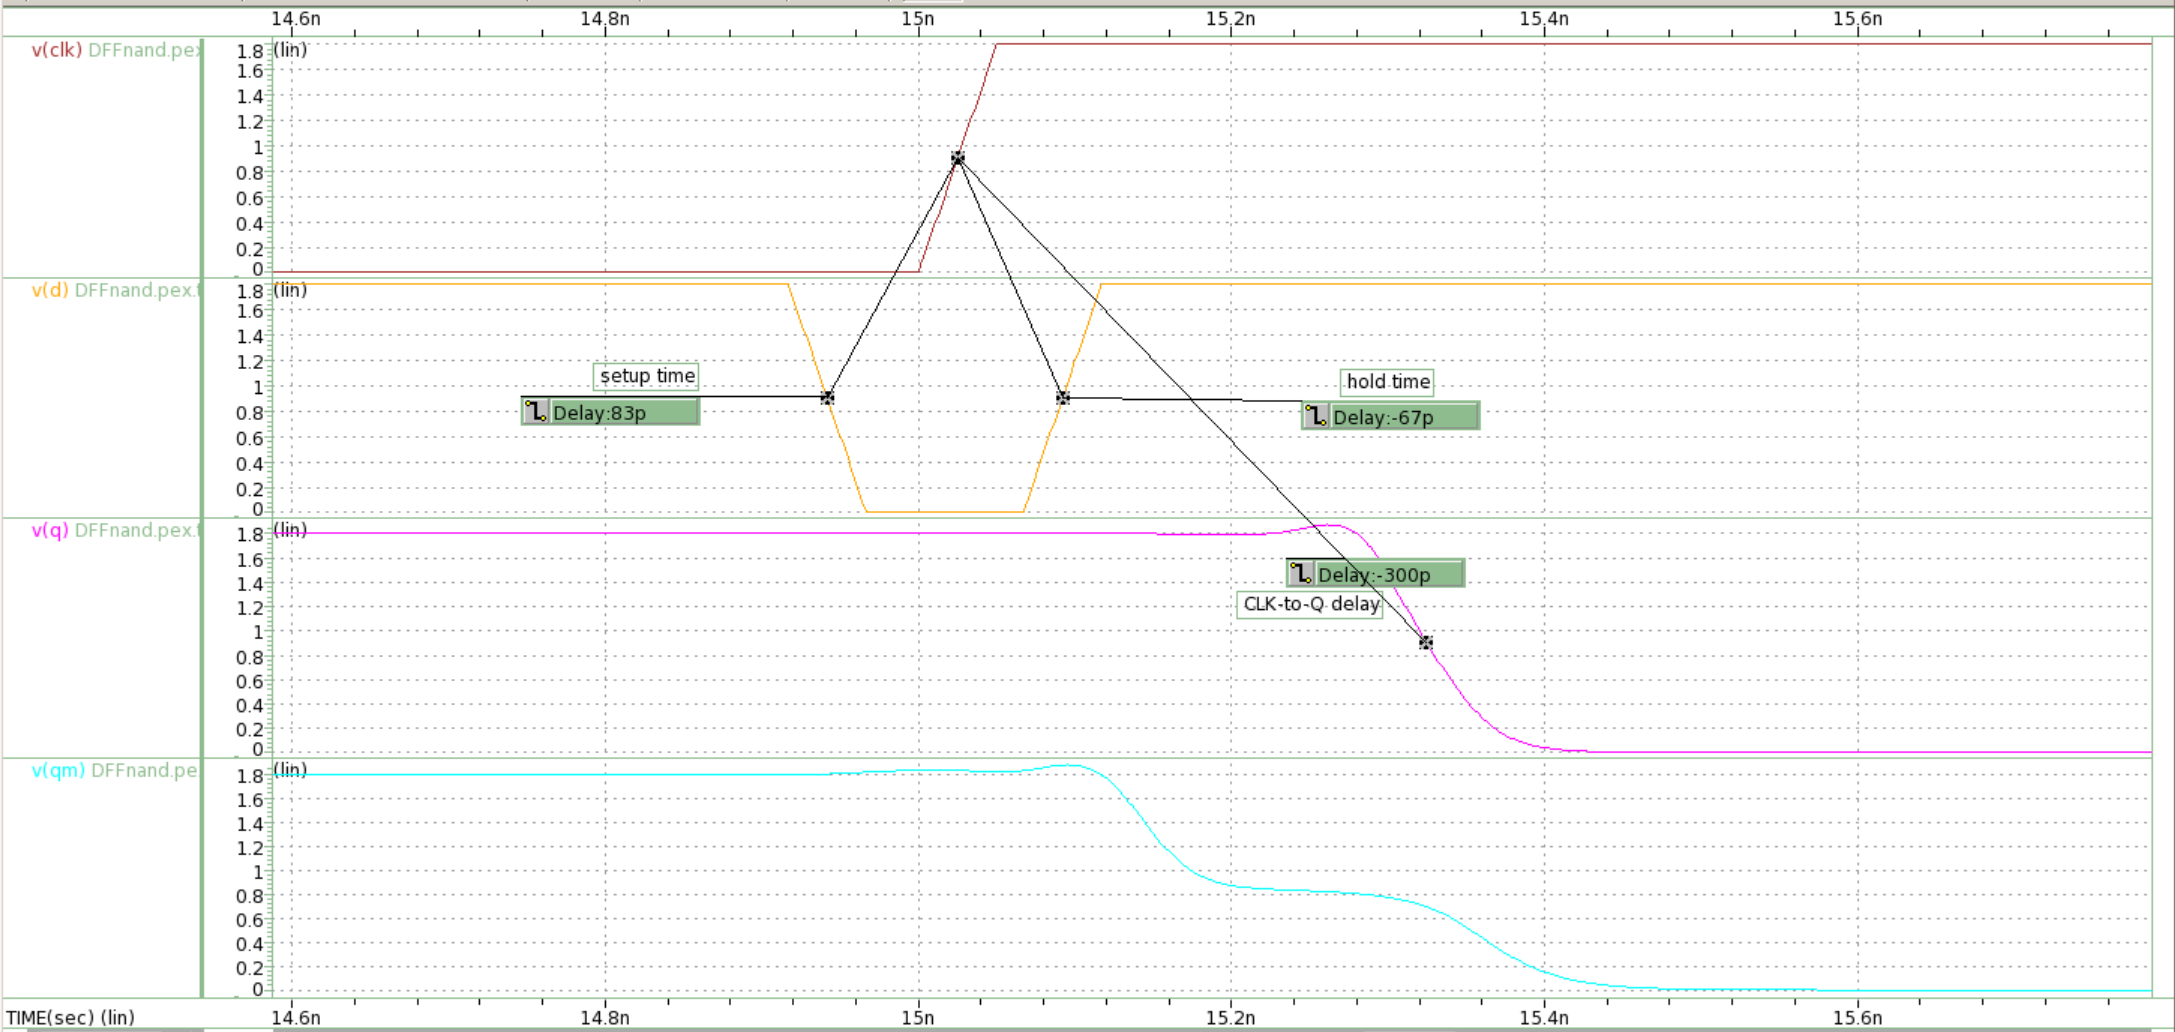 14.6n 14.8n 15n 15.2n 15.4n 15.6n
v(clk) DFFnand.pex
(lin)
1.8
1.6
1.4
1.2
1
0.8
0.6
0.4
0.2
0
v(d) DFFnand.pex.t
(lin)
1.8
1.6
1.4
1.2
1
0.8
0.6
0.4
0.2
0
setup time
Delay:83p
hold time
Delay:-67p
v(q) DFFnand.pex.t
(lin)
1.8
1.6
1.4
1.2
1
0.8
0.6
0.4
0.2
0
Delay:-300p
CLK-to-Q delay
v(qm) DFFnand.pe
(lin)
1.8
1.6
1.4
1.2
1
0.8
0.6
0.4
0.2
0
TIME(sec) (lin) 14.6n 14.8n 15n 15.2n 15.4n 15.6n